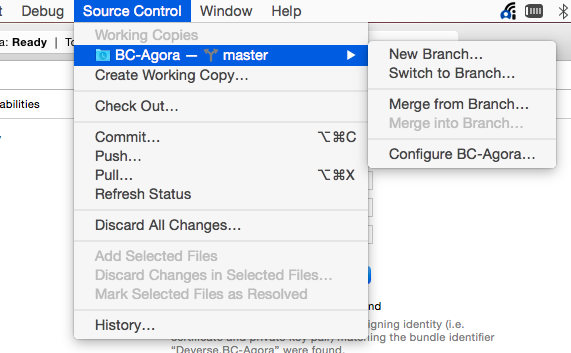 Debug Source Control Window Help
a: Ready
Working Copies
BC-Agora — master
Create Working Copy…
Check Out…
Commit… ⌥⌘C
Push…
Pull… ⌥⌘X
Refresh Status
Discard All Changes…
Add Selected Files
Discard Changes in Selected Files…
Mark Selected Files as Resolved
History…
New Branch…
Switch to Branch…
Merge from Branch…
Merge into Branch…
Configure BC-Agora…
abilities
igning identity (i.e.
certificate and private key pair) matching the bundle identifier
“Deverse.BC-Agora” were found.